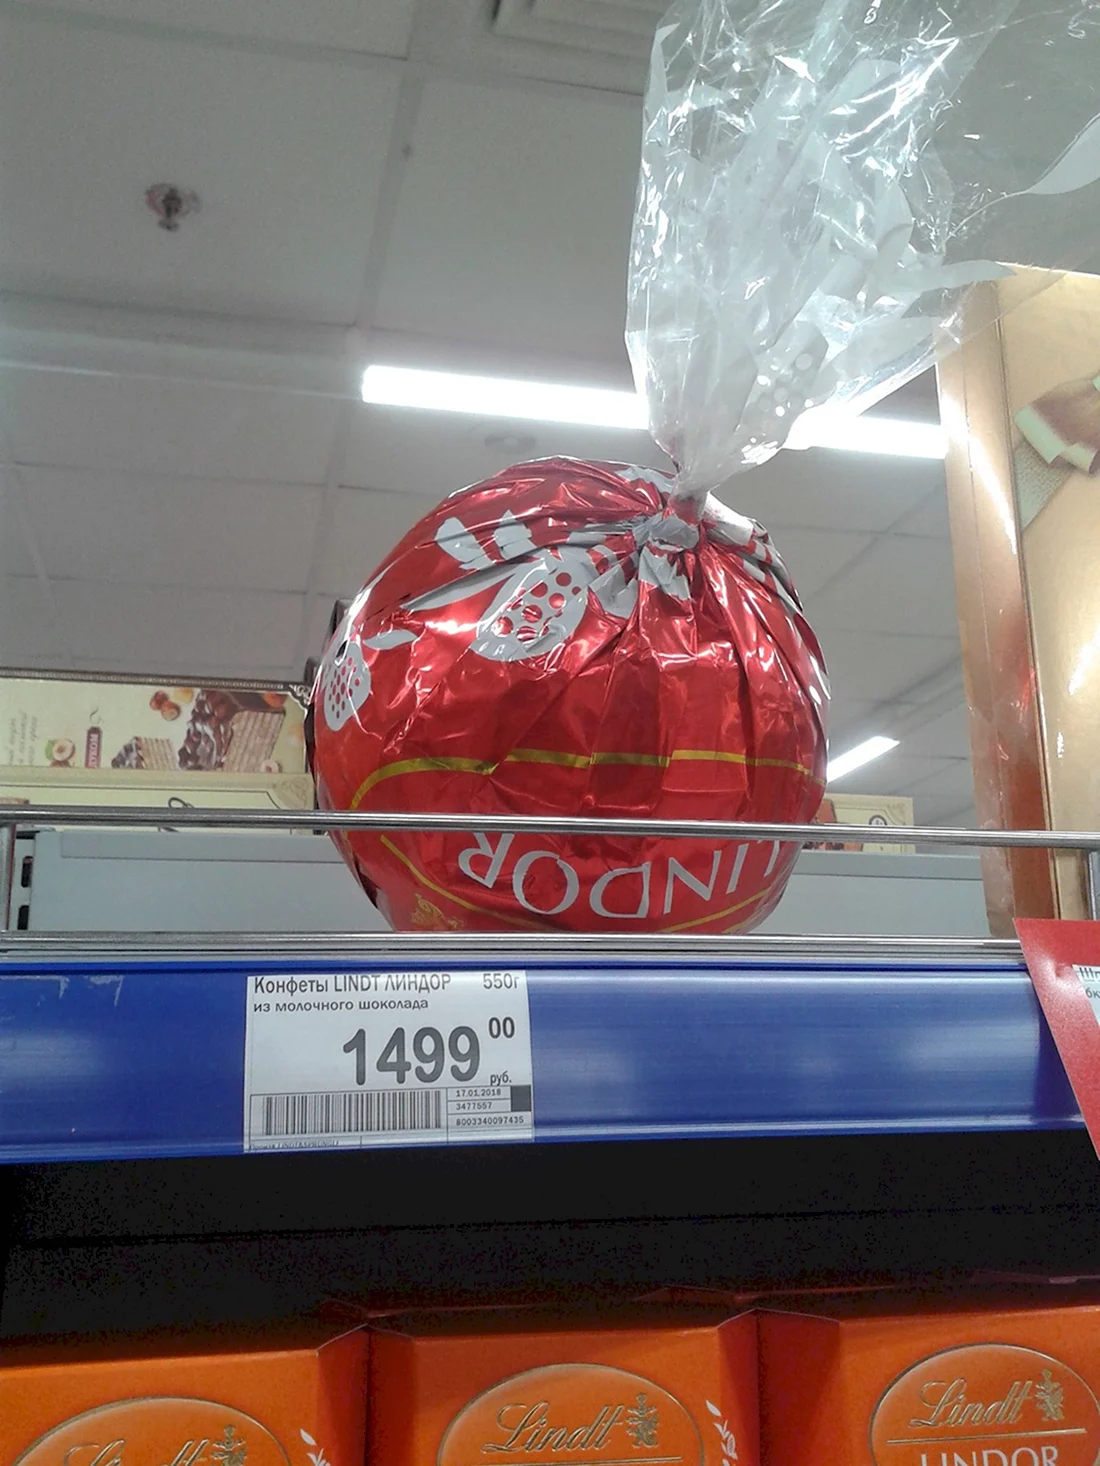 LINDOR
Конфеты LINDT ЛИНДОР 550г
из молочного шоколада
1499 00
руб.
17.01.2018
3477557
8003340097435
Lindt
Lindt
LINDOR